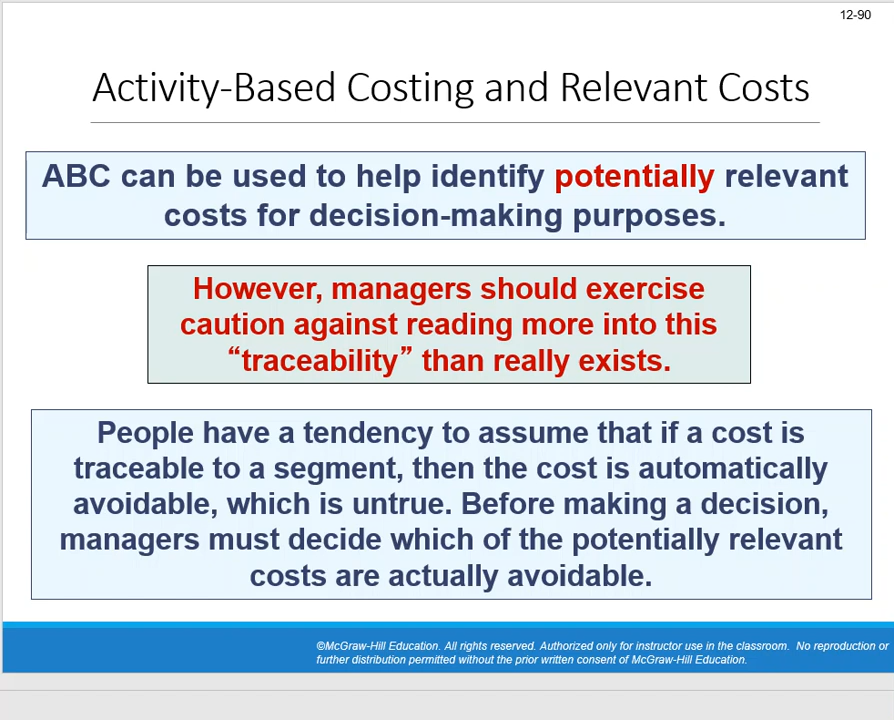 12-90
Activity-Based Costing and Relevant Costs
ABC can be used to help identify potentially relevant
costs for decision-making purposes.
However, managers should exercise
caution against reading more into this
“traceability” than really exists.
People have a tendency to assume that if a cost is
traceable to a segment, then the cost is automatically
avoidable, which is untrue. Before making a decision,
managers must decide which of the potentially relevant
costs are actually avoidable.
©McGraw-Hill Education. All rights reserved. Authorized only for instructor use in the classroom.  No reproduction or
further distribution permitted without the prior written consent of McGraw-Hill Education.